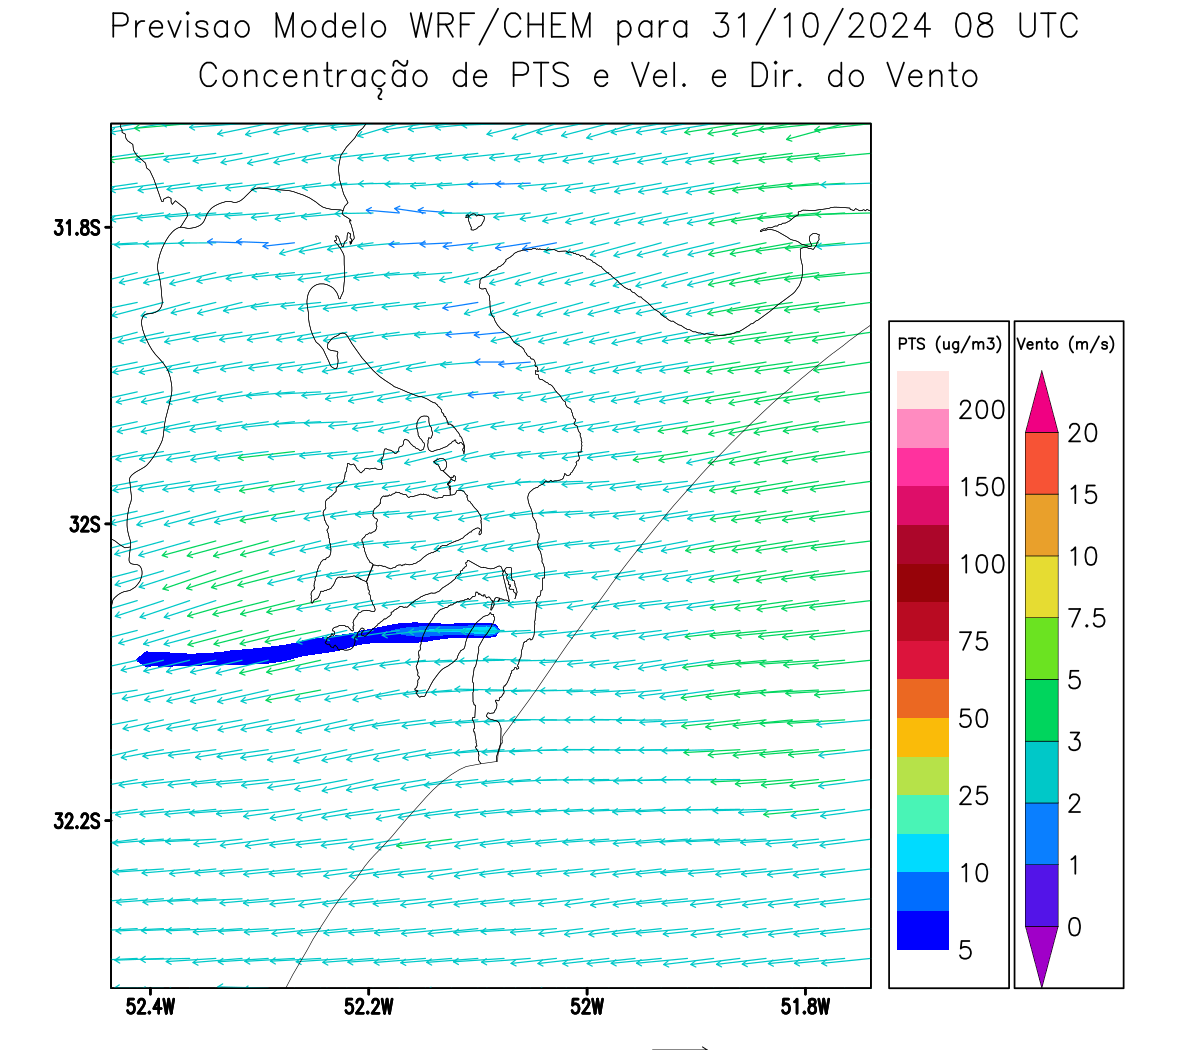 Previsao Modelo WRF/CHEM para 31/10/2024 08 UTC
Concentração de PTS e Vel. e Dir. do Vento
31.8S
32S
32.2S
52.4W
52.2W
52W
51.8W
PTS (ug/m3)
200
150
100
75
50
25
10
5
Vento (m/s)
20
15
10
7.5
5
3
2
1
0